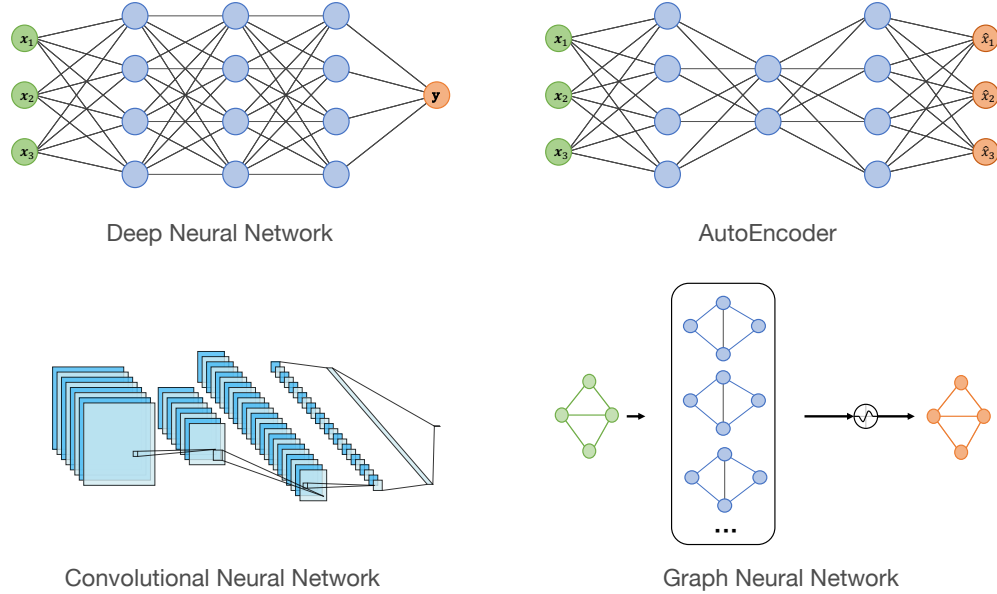 x₁
x₂
x₃
y
Deep Neural Network
x₁
x₂
x₃
x̂₁
x̂₂
x̂₃
AutoEncoder
Convolutional Neural Network
...
Graph Neural Network